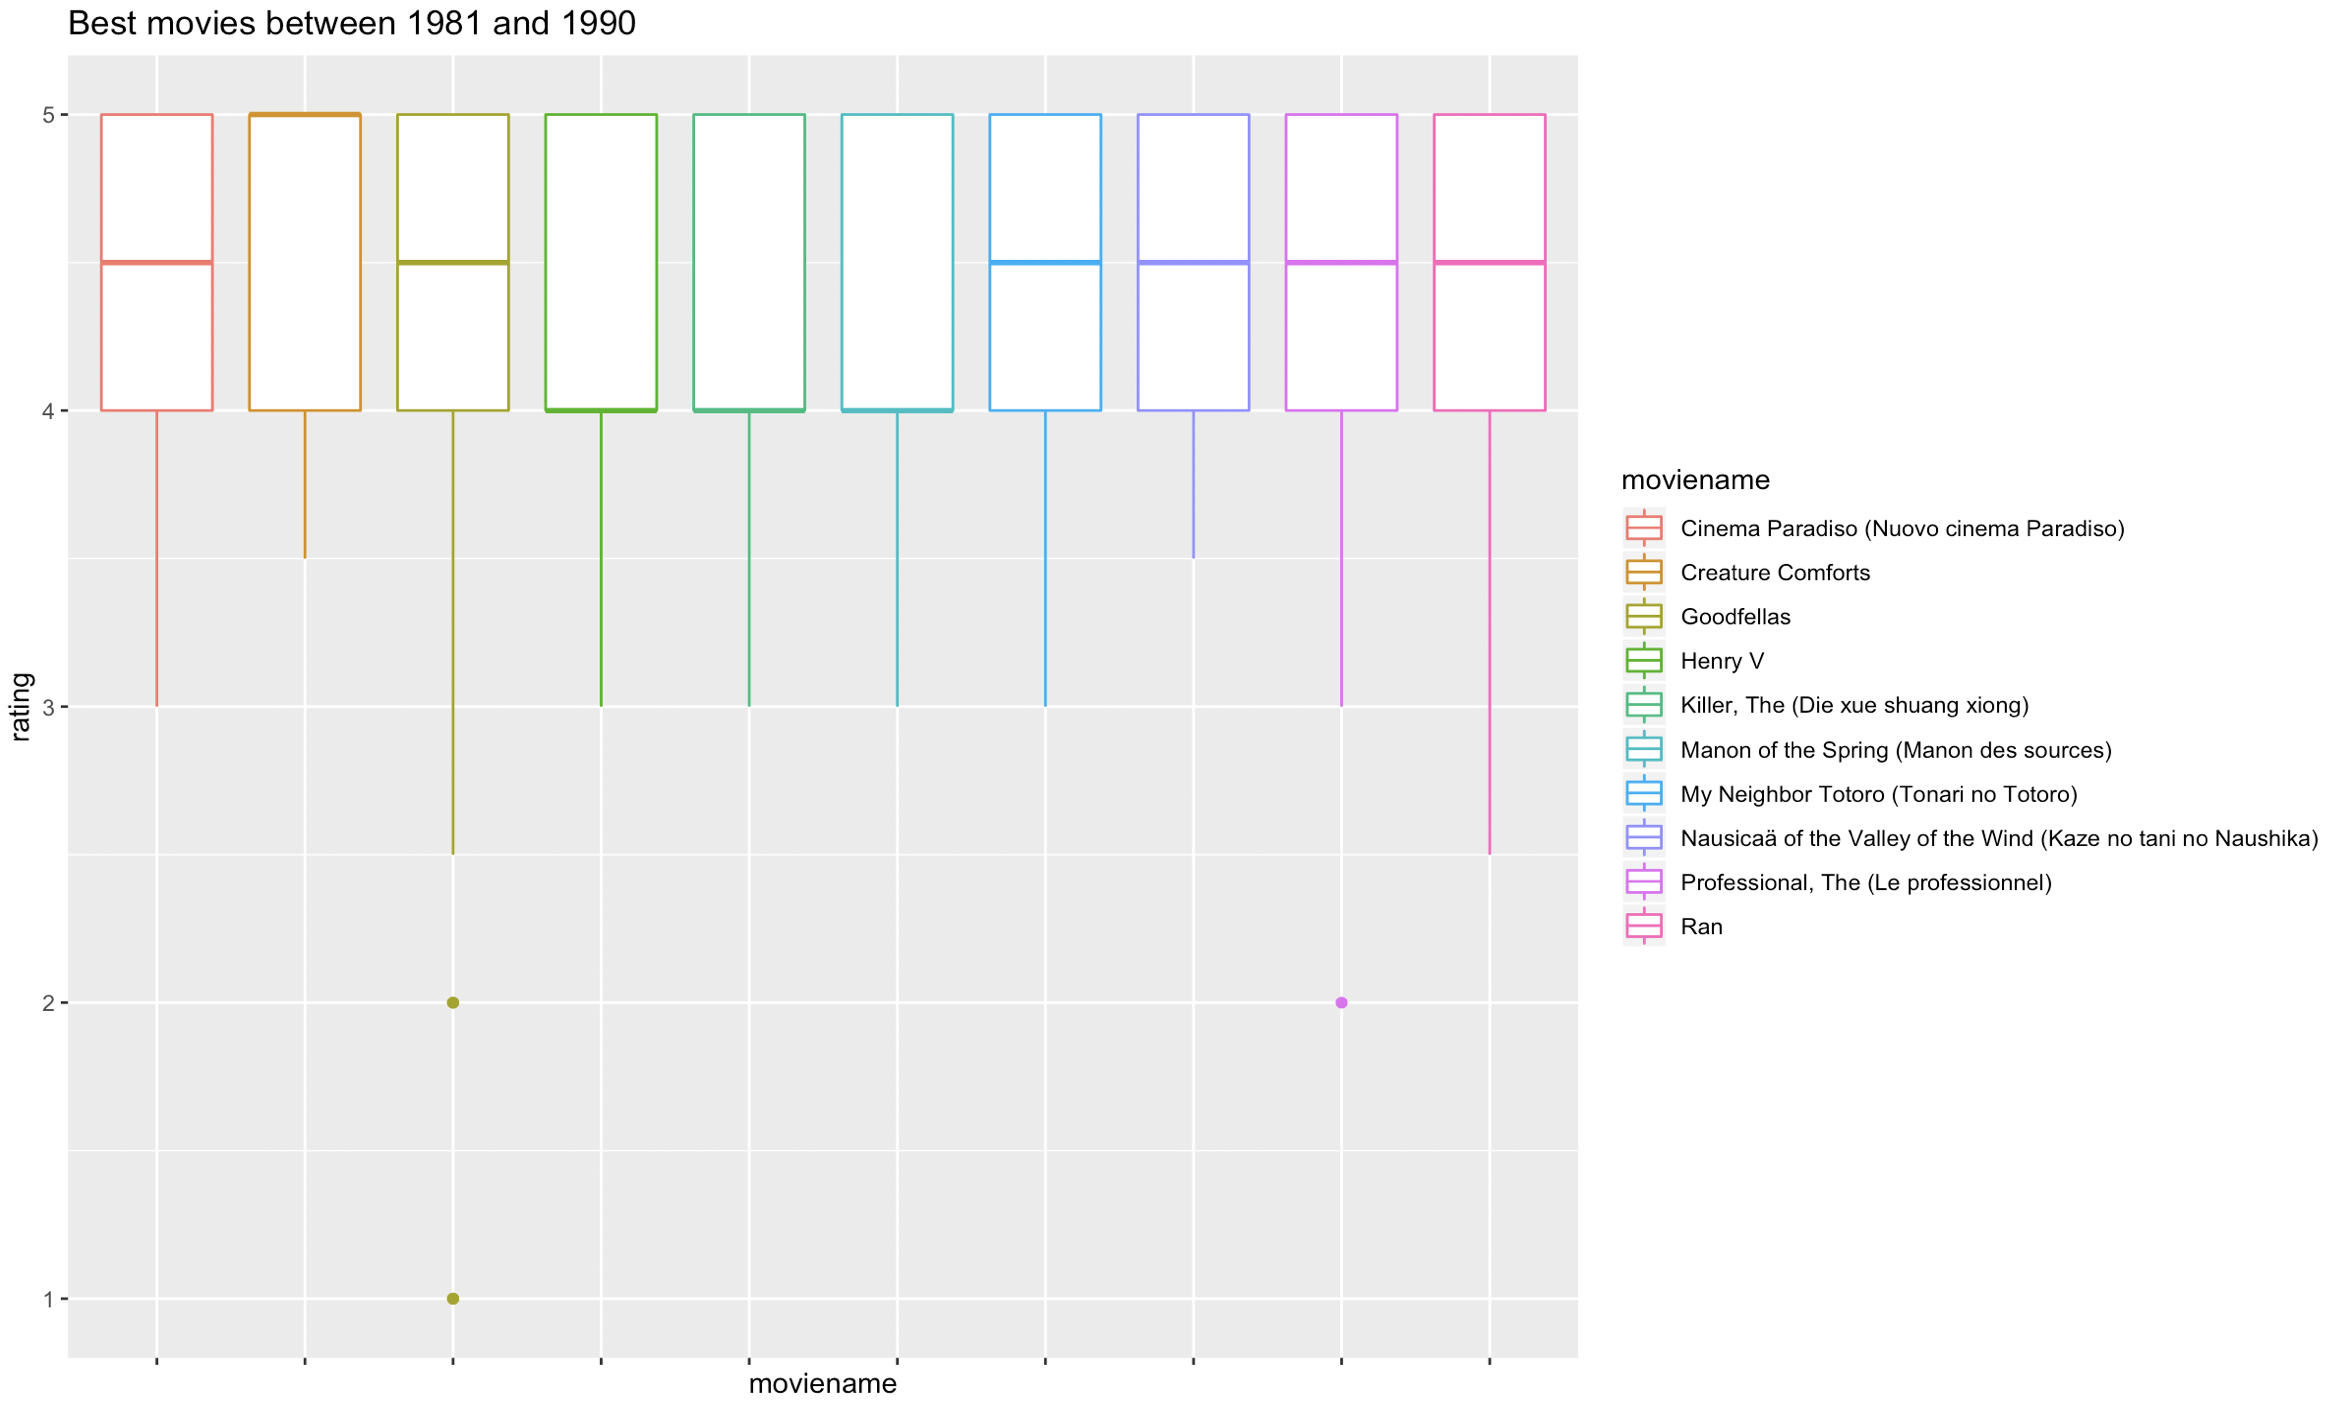 Best movies between 1981 and 1990
5
4
3
2
1
rating
moviename
moviename
Cinema Paradiso (Nuovo cinema Paradiso)
Creature Comforts
Goodfellas
Henry V
Killer, The (Die xue shuang xiong)
Manon of the Spring (Manon des sources)
My Neighbor Totoro (Tonari no Totoro)
Nausicaä of the Valley of the Wind (Kaze no tani no Naushika)
Professional, The (Le professionnel)
Ran